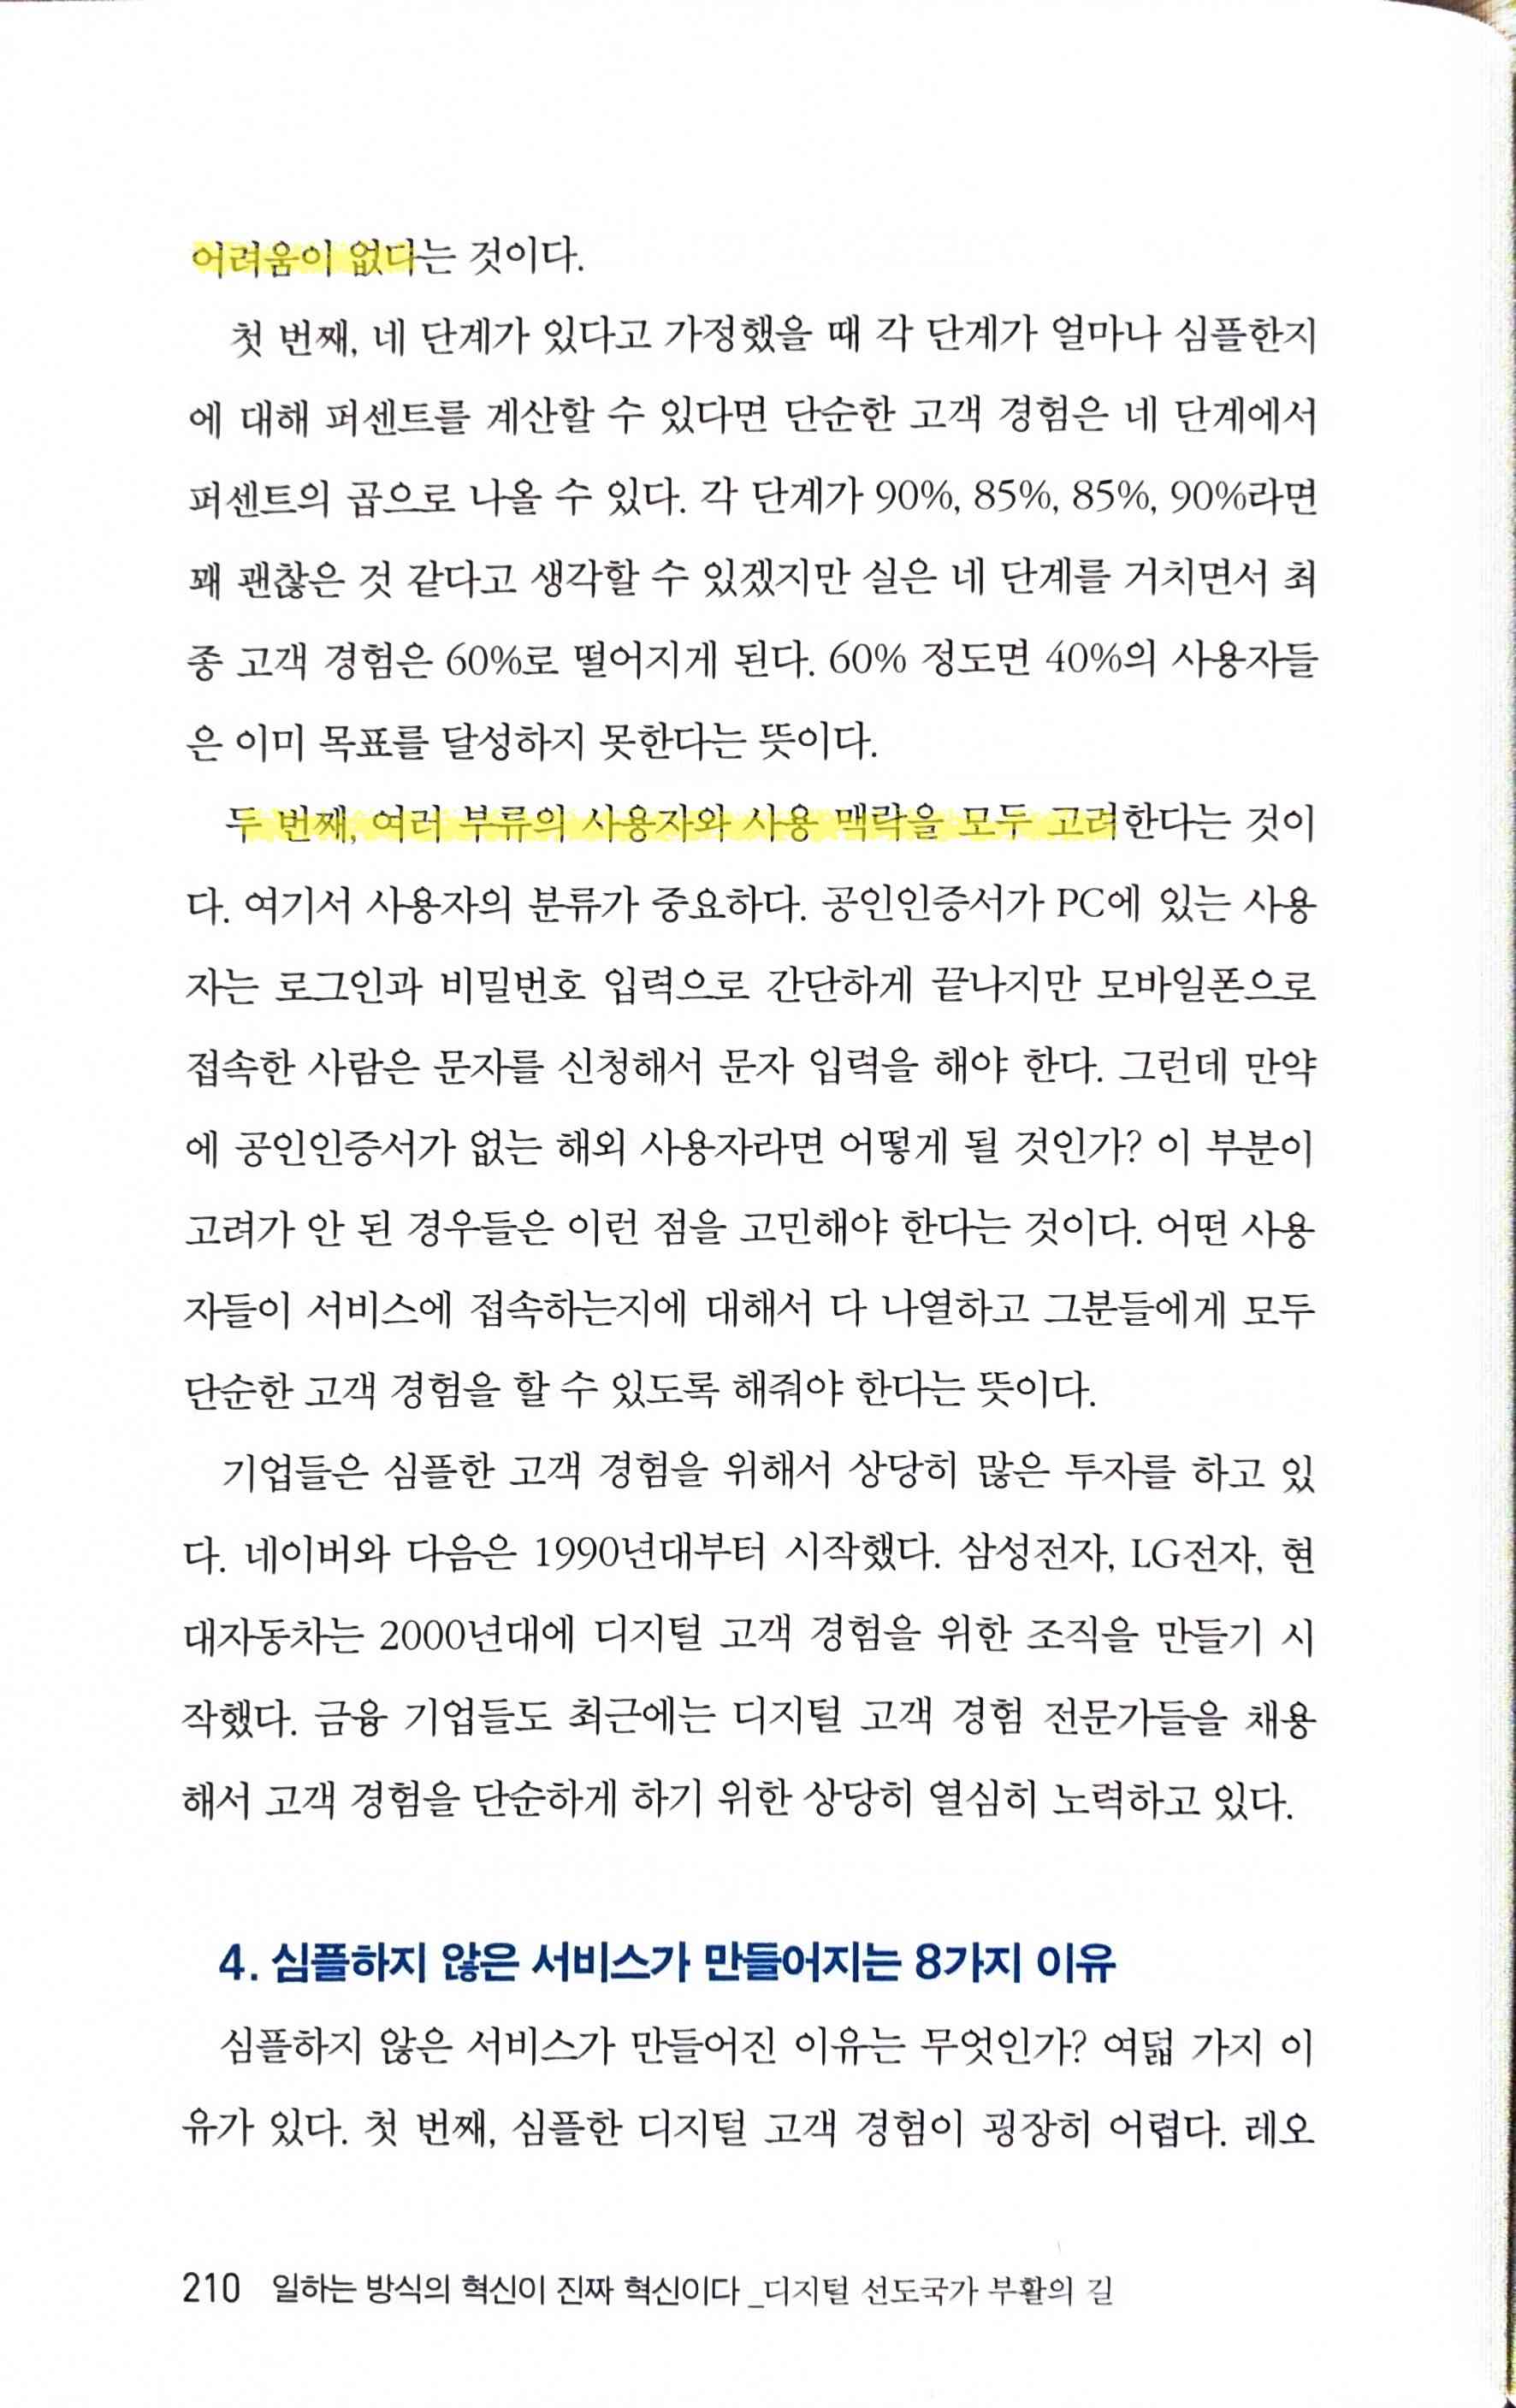 어려움이 없다는 것이다.
첫 번째, 네 단계가 있다고 가정했을 때 각 단계가 얼마나 심플한지
에 대해 퍼센트를 계산할 수 있다면 단순한 고객 경험은 네 단계에서
퍼센트의 곱으로 나올 수 있다. 각 단계가 90%, 85%, 85%, 90%라면
꽤 괜찮은 것 같다고 생각할 수 있겠지만 실은 네 단계를 거치면서 최
종 고객 경험은 60%로 떨어지게 된다. 60% 정도면 40%의 사용자들
은 이미 목표를 달성하지 못한다는 뜻이다.
두 번째, 여러 부류의 사용자와 사용 맥락을 모두 고려한다는 것이
다. 여기서 사용자의 분류가 중요하다. 공인인증서가 PC에 있는 사용
자는 로그인과 비밀번호 입력으로 간단하게 끝나지만 모바일폰으로
접속한 사람은 문자를 신청해서 문자 입력을 해야 한다. 그런데 만약
에 공인인증서가 없는 해외 사용자라면 어떻게 될 것인가? 이 부분이
고려가 안 된 경우들은 이런 점을 고민해야 한다는 것이다. 어떤 사용
자들이 서비스에 접속하는지에 대해서 다 나열하고 그분들에게 모두
단순한 고객 경험을 할 수 있도록 해줘야 한다는 뜻이다.
기업들은 심플한 고객 경험을 위해서 상당히 많은 투자를 하고 있
다. 네이버와 다음은 1990년대부터 시작했다. 삼성전자, LG전자, 현
대자동차는 2000년대에 디지털 고객 경험을 위한 조직을 만들기 시
작했다. 금융 기업들도 최근에는 디지털 고객 경험 전문가들을 채용
해서 고객 경험을 단순하게 하기 위한 상당히 열심히 노력하고 있다.
4. 심플하지 않은 서비스가 만들어지는 8가지 이유
심플하지 않은 서비스가 만들어진 이유는 무엇인가? 여덟 가지 이
유가 있다. 첫 번째, 심플한 디지털 고객 경험이 굉장히 어렵다. 레오
210 일하는 방식의 혁신이 진짜 혁신이다_디지털 선도국가 부활의 길